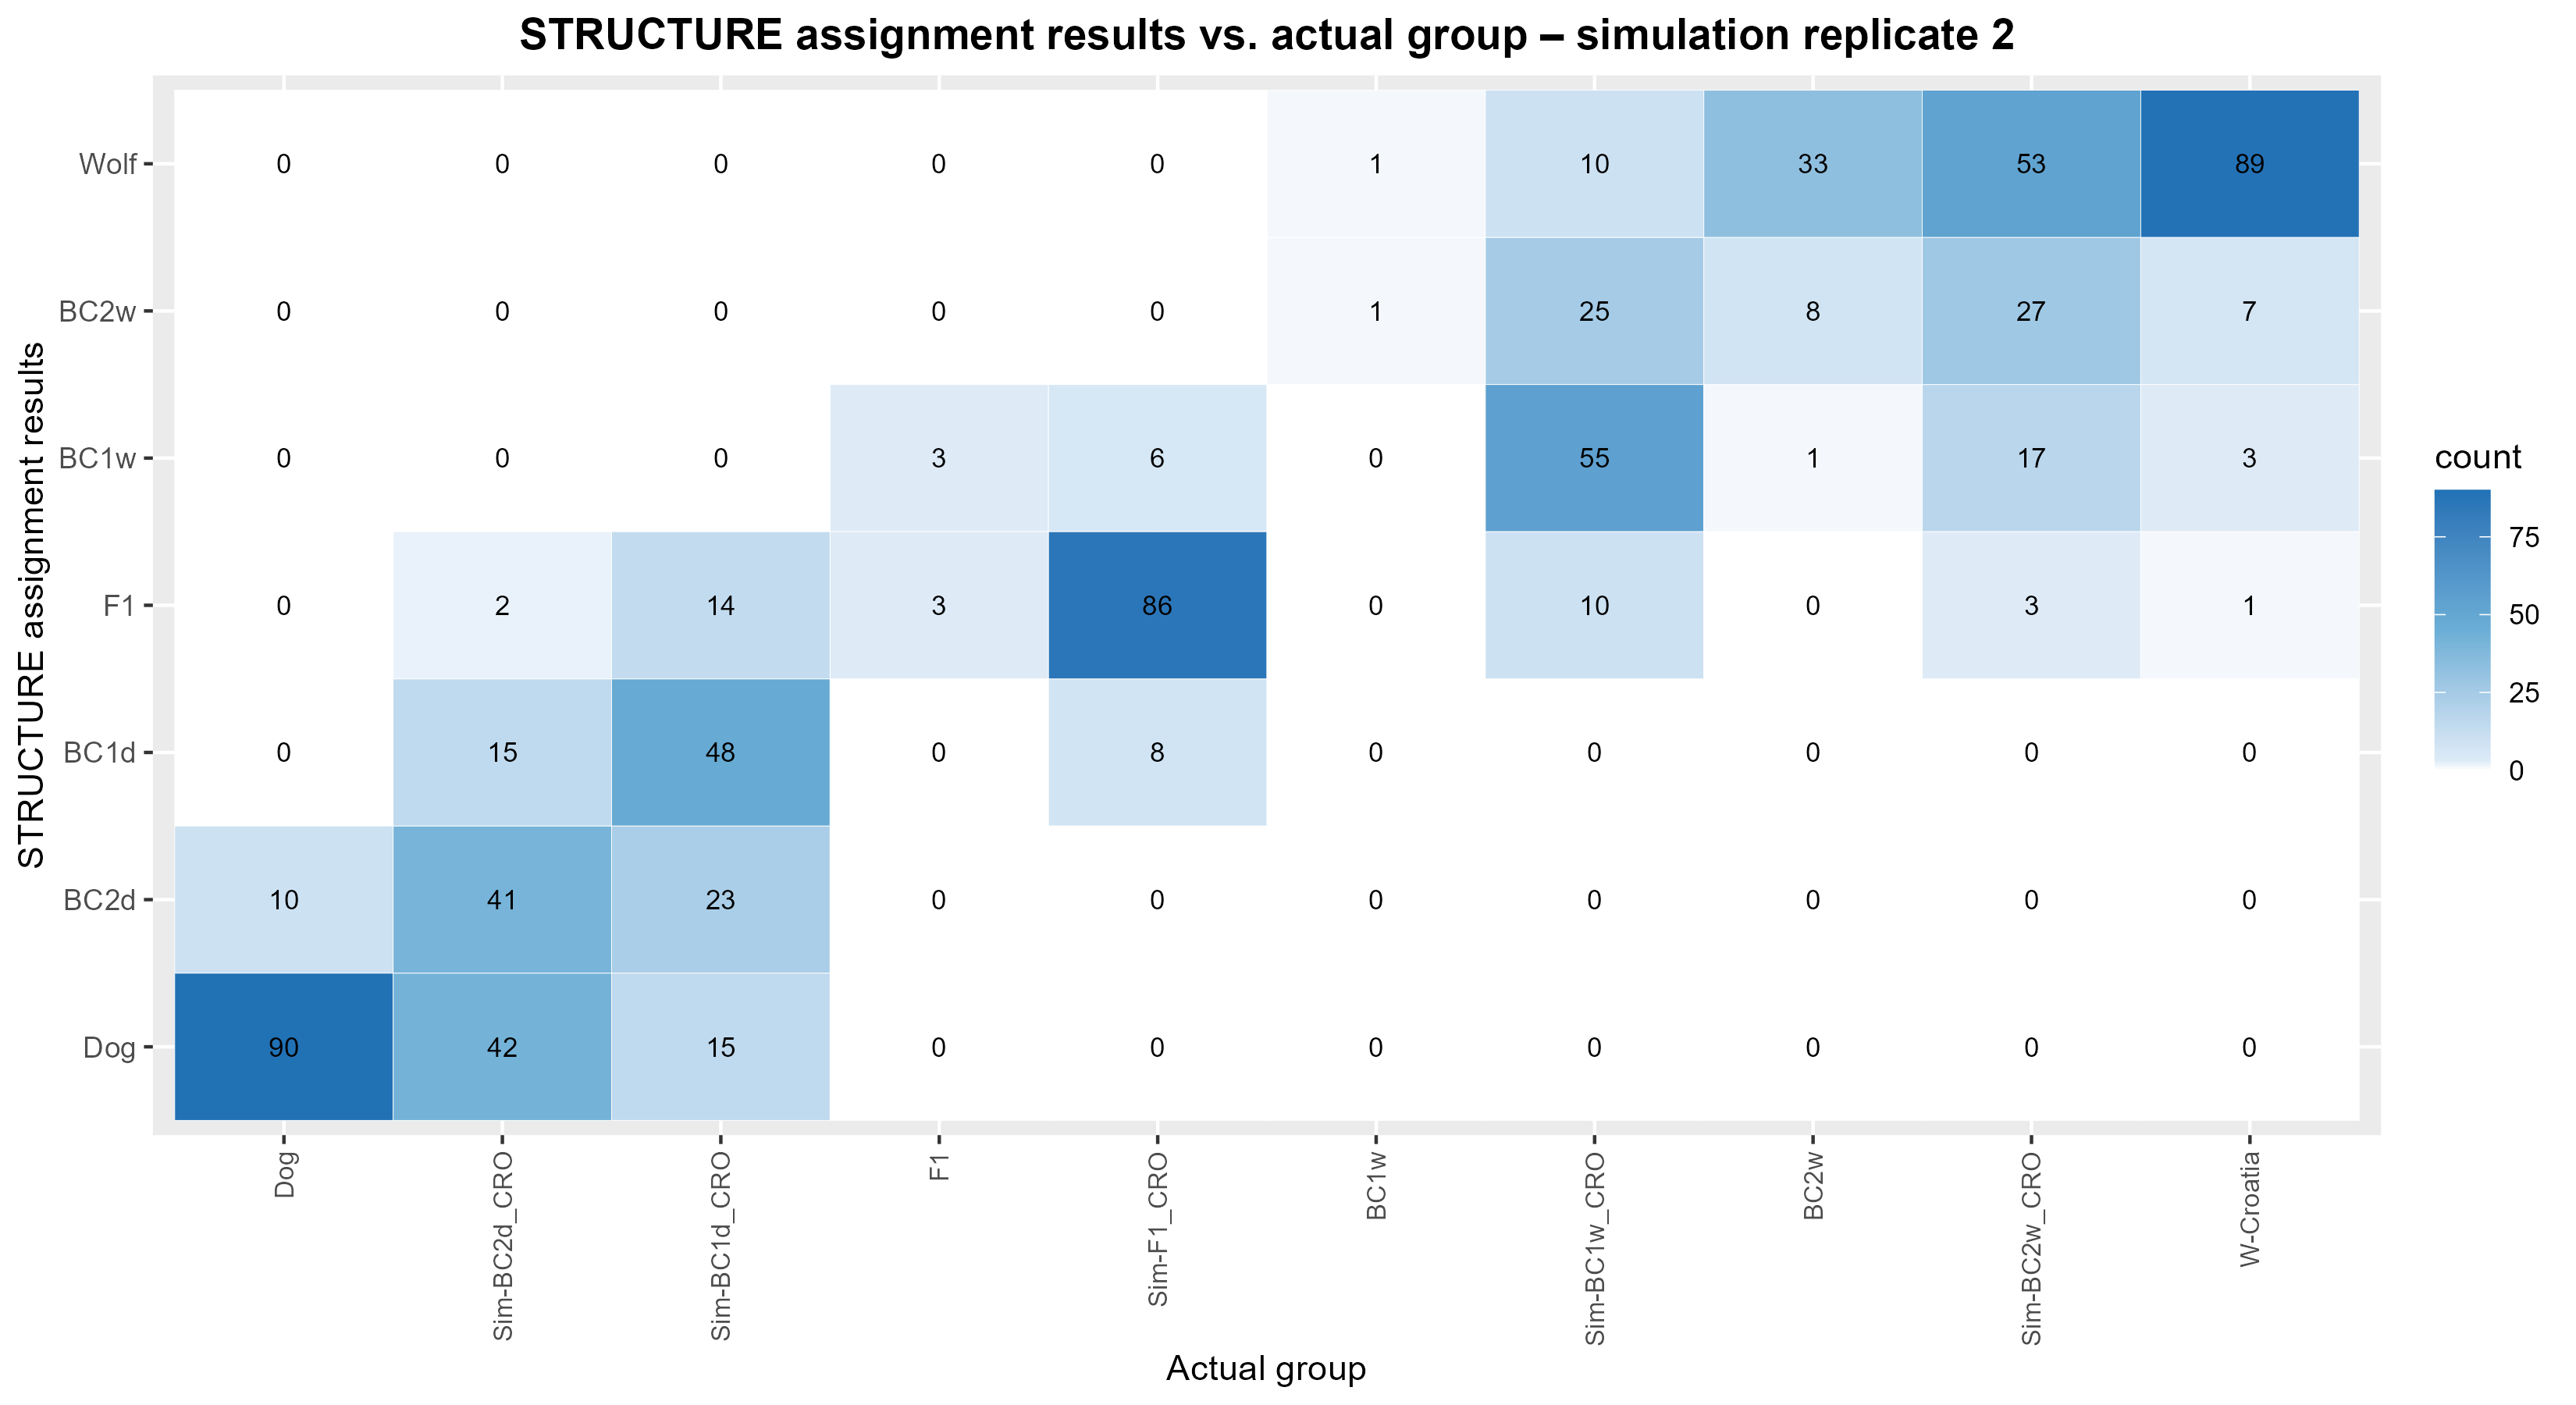 STRUCTURE assignment results vs. actual group – simulation replicate 2
STRUCTURE assignment results
Wolf 0 0 0 0 0 1 10 33 53 89
BC2w 0 0 0 0 0 1 25 8 27 7
BC1w 0 0 0 3 6 0 55 1 17 3
F1 0 2 14 3 86 0 10 0 3 1
BC1d 0 15 48 0 8 0 0 0 0 0
BC2d 10 41 23 0 0 0 0 0 0 0
Dog 90 42 15 0 0 0 0 0 0 0
Dog
Sim-BC2d_CRO
Sim-BC1d_CRO
F1
Sim-F1_CRO
BC1w
Sim-BC1w_CRO
BC2w
Sim-BC2w_CRO
W-Croatia
Actual group
count
75
50
25
0